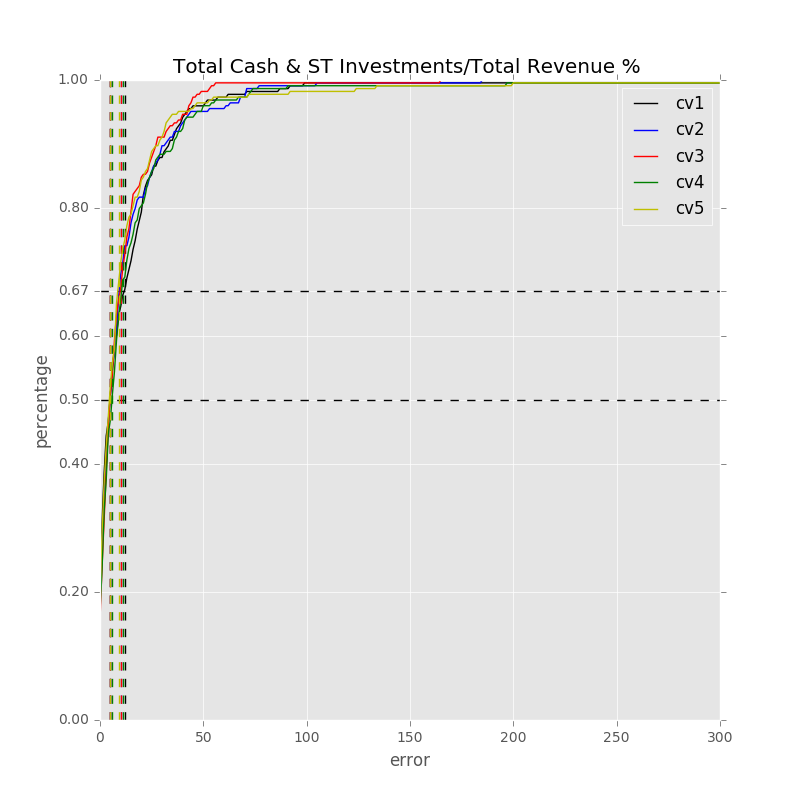 Total Cash & ST Investments/Total Revenue %
1.00
0.80
0.67
0.60
0.50
0.40
0.20
0.00
percentage
cv1
cv2
cv3
cv4
cv5
0 50 100 150 200 250 300
error